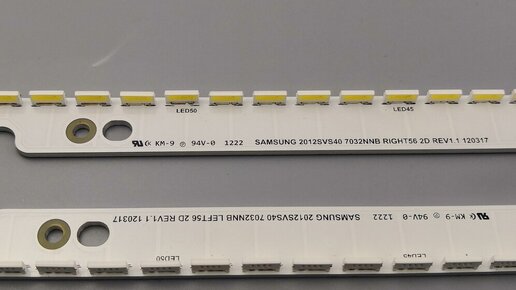 LED50 LED45
KM-9 94V-0 1222 SAMSUNG 2012SVS40 7032NNB RIGHT56 2D REV1.1 120317
SAMSUNG 2012SVS40 7032NNB LEFT56 2D REV1.1 120317 1222 94V-0 KM-9
LED50 LED45